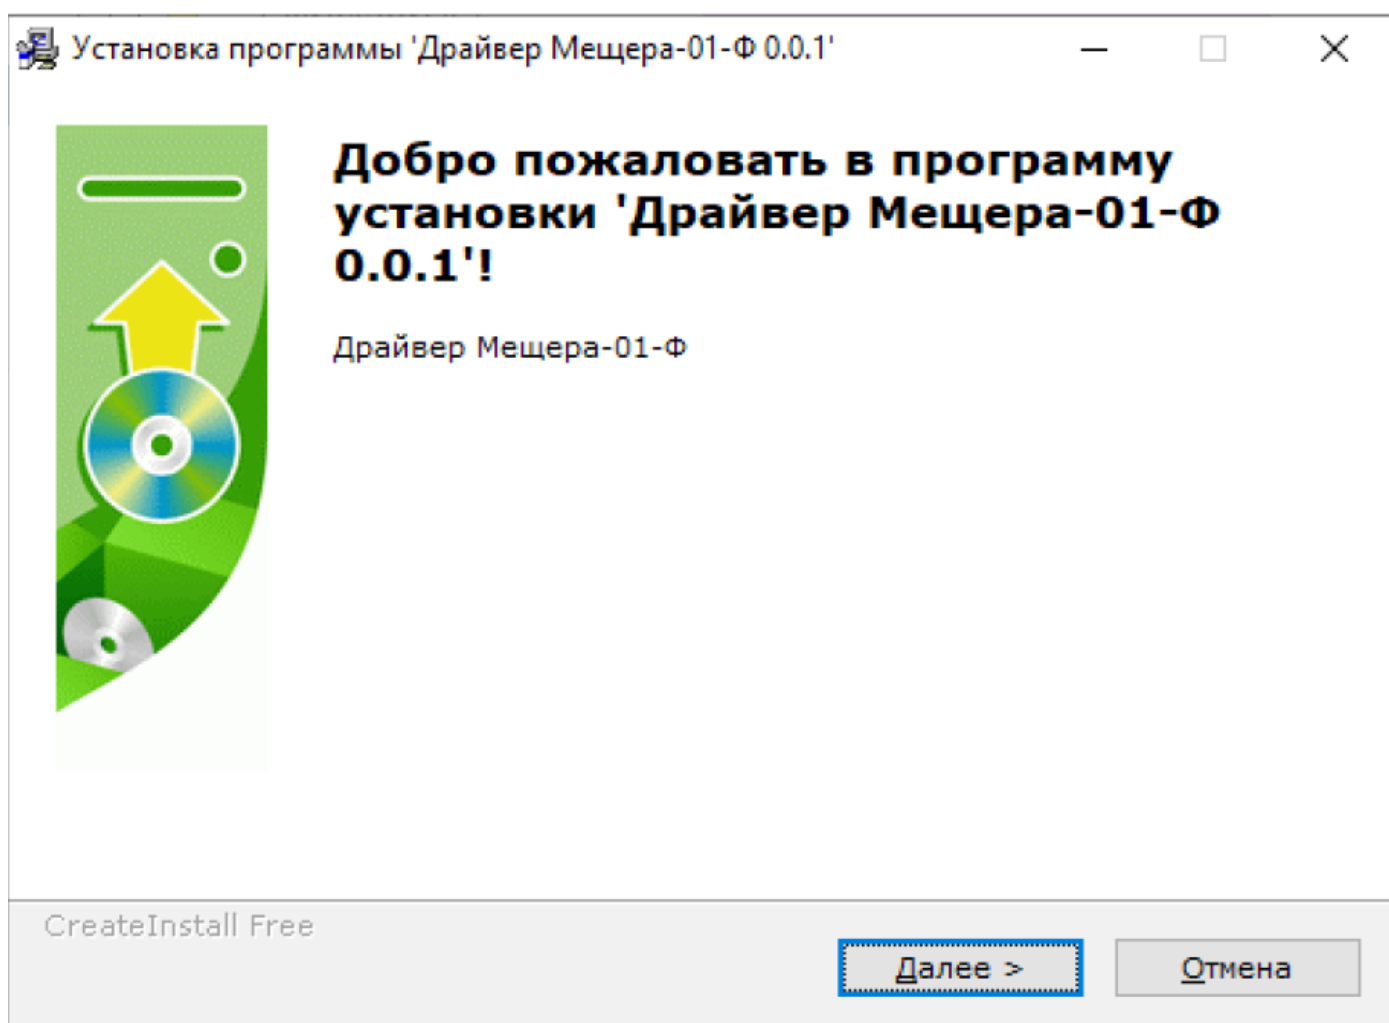 Установка программы 'Драйвер Мещера-01-Ф 0.0.1'
Добро пожаловать в программу
установки 'Драйвер Мещера-01-Ф
0.0.1'!
Драйвер Мещера-01-Ф
CreateInstall Free
Далее >
Отмена